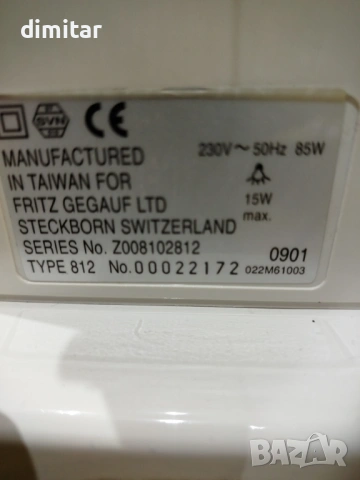 dimitar
SVN CE
MANUFACTURED 230V ~ 50Hz 85W
IN TAIWAN FOR
FRITZ GEGAUF LTD 15W
STECKBORN SWITZERLAND max.
SERIES No. Z008102812
TYPE 812 No. 00022172 0901
022M61003
BAZAR